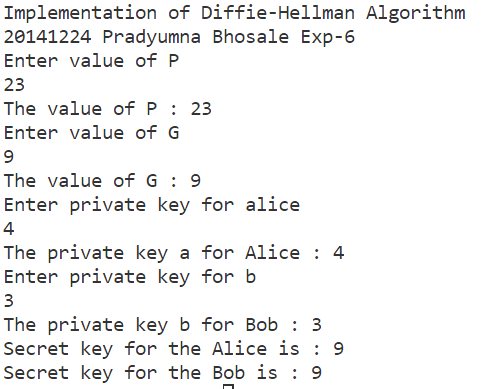 Implementation of Diffie-Hellman Algorithm
20141224 Pradyumna Bhosale Exp-6
Enter value of P
23
The value of P : 23
Enter value of G
9
The value of G : 9
Enter private key for alice
4
The private key a for Alice : 4
Enter private key for b
3
The private key b for Bob : 3
Secret key for the Alice is : 9
Secret key for the Bob is : 9